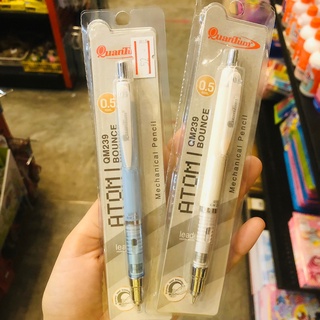 Quantum
0.5
ATOM
QM239
BOUNCE
Mechanical Pencil
Quantum
0.5
ATOM
QM239
BOUNCE
Mechanical Pencil